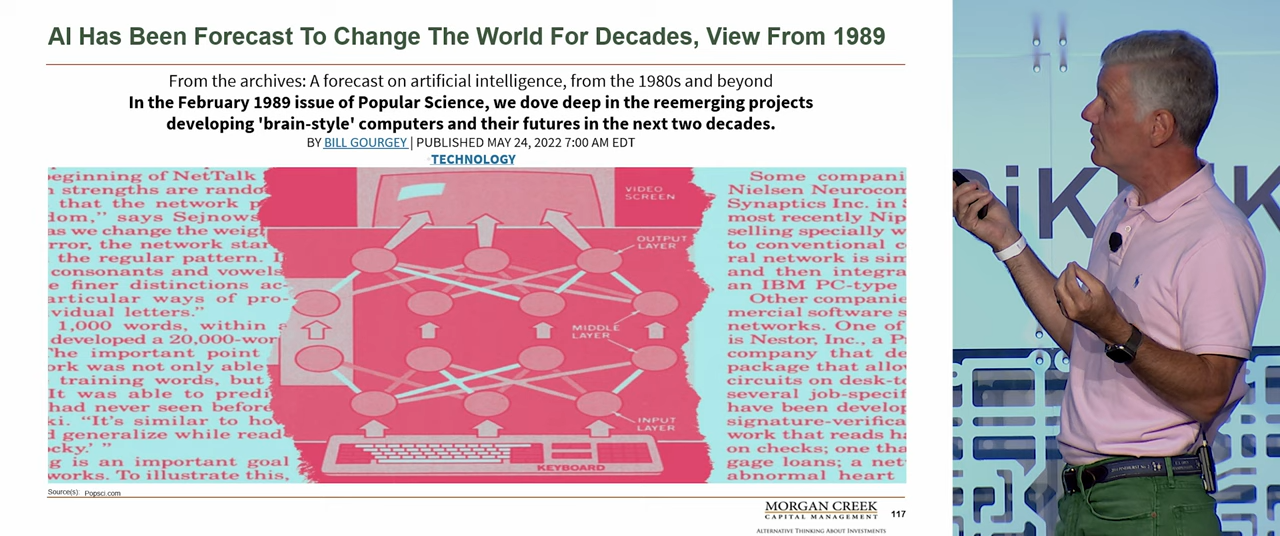 AI Has Been Forecast To Change The World For Decades, View From 1989
From the archives: A forecast on artificial intelligence, from the 1980s and beyond
In the February 1989 issue of Popular Science, we dove deep in the reemerging projects
developing 'brain-style' computers and their futures in the next two decades.
BY BILL GOURGEY | PUBLISHED MAY 24, 2022 7:00 AM EDT
TECHNOLOGY
eginning of NetTalk
strengths are rando
that the network p
dom," says Sejnows
as we change the weigh
rror, the network star
the regular pattern. I
consonants and vowels
e finer distinctions ac-
articular ways of pro-
vidual letters."
1,000 words, within
developed a 20,000-wor
The important point
ork was not only able
training words, but
It was able to predi
had never seen before
ki. "It's similar to ho
d generalize while read
cky.' "
g is an important goal
works. To illustrate this,
VIDEO
SCREEN
OUTPUT
LAYER
MIDDLE
LAYER
INPUT
LAYER
KEYBOARD
Some compani
Nielsen Neurocom
Synaptics Inc. in S
most recently Nip
selling specially w
to conventional c
ral network is sim
and then integra
an IBM PC-type
Other companie
mercial software s
networks. One of
is Nestor, Inc., a P
company that de
package that allo
circuits on desk-t
several job-specif
have been develop
signature-verifica
work that reads ha
on checks; one tha
gage loans; a net
abnormal heart
Source(s): Popsci.com
MORGAN CREEK
CAPITAL MANAGEMENT
ALTERNATIVE THINKING ABOUT INVESTMENTS
117